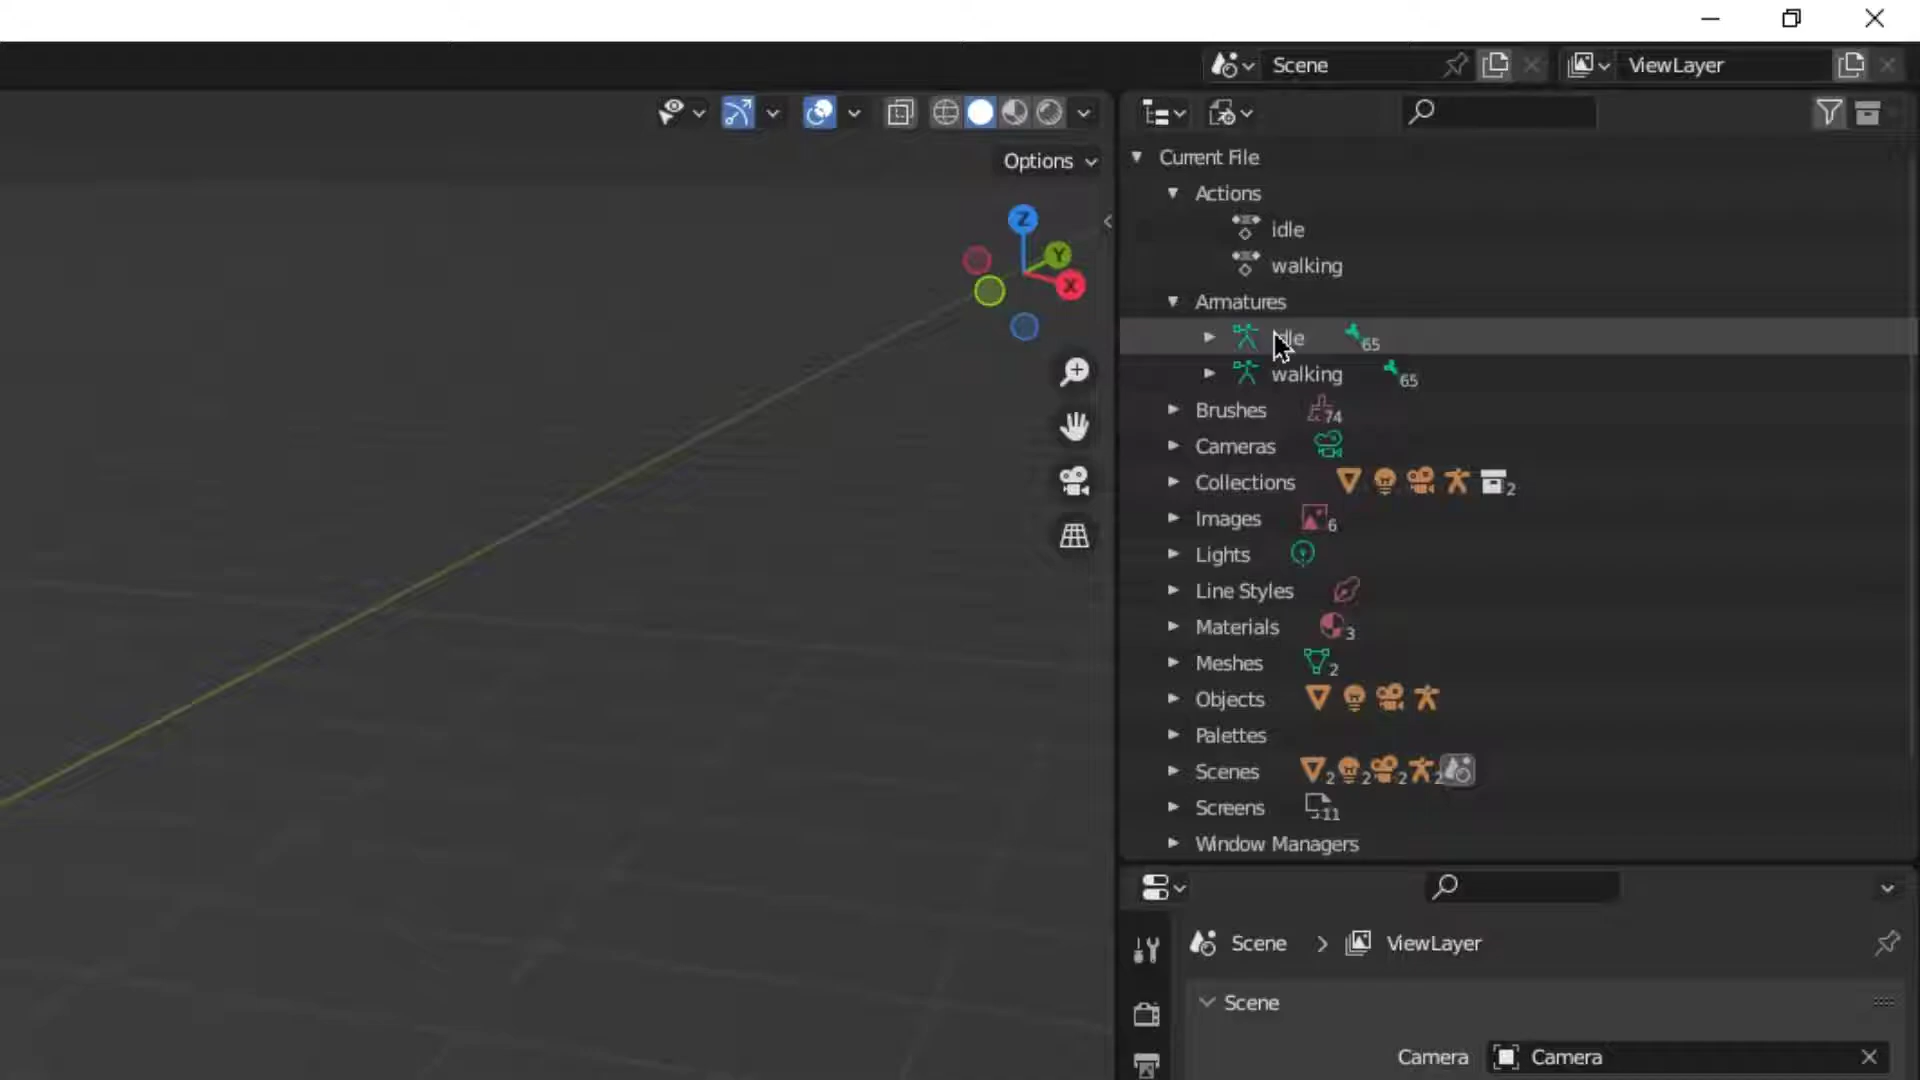 Scene ViewLayer
Options
Z
Y
X
Current File
Actions
idle
walking
Armatures
idle 65
walking 65
Brushes 74
Cameras
Collections 2
Images 6
Lights
Line Styles
Materials 3
Meshes 2
Objects
Palettes
Scenes 2 2 2 2
Screens 11
Window Managers
Scene > ViewLayer
Scene
Camera Camera